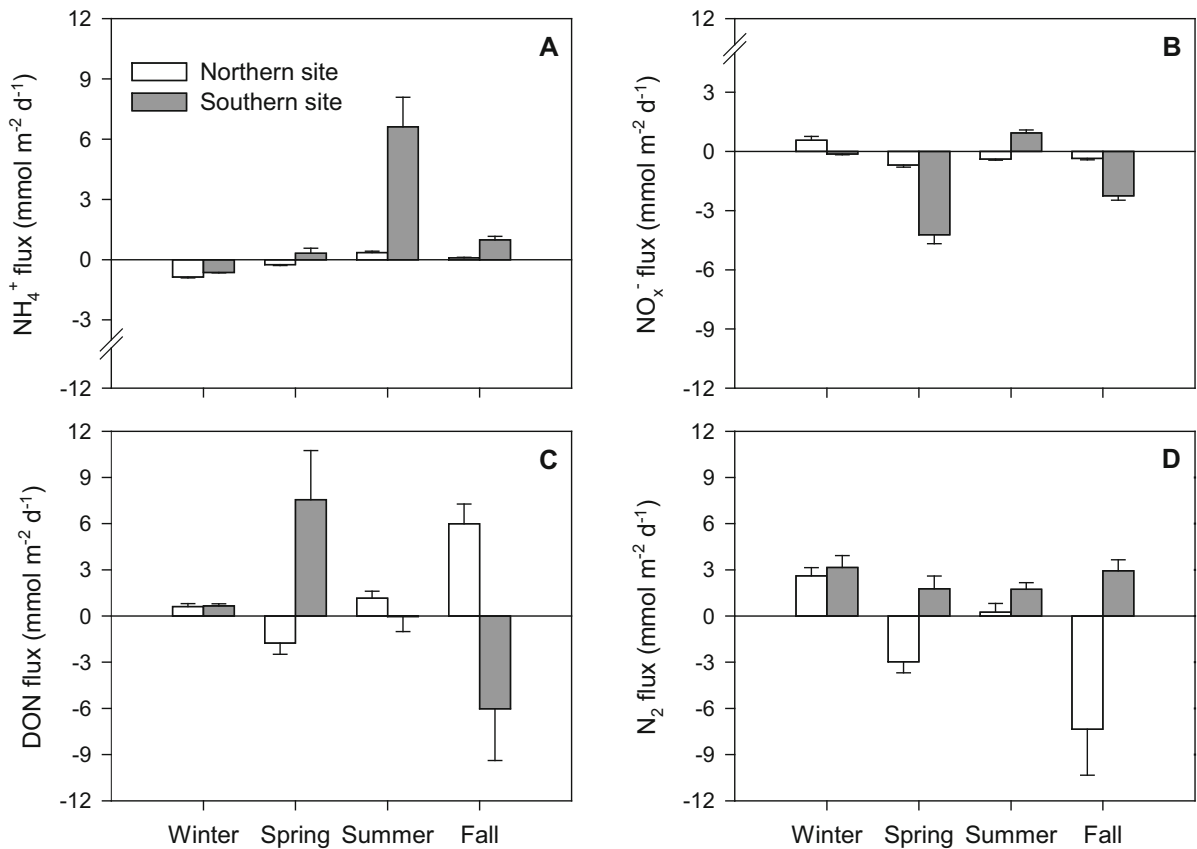 A
NH₄⁺ flux (mmol m⁻² d⁻¹)
12
9
6
3
0
-3
-12
Northern site
Southern site
B
NOₓ⁻ flux (mmol m⁻² d⁻¹)
12
3
0
-3
-6
-9
-12
C
DON flux (mmol m⁻² d⁻¹)
12
9
6
3
0
-3
-6
-9
-12
Winter Spring Summer Fall
D
N₂ flux (mmol m⁻² d⁻¹)
12
9
6
3
0
-3
-6
-9
-12
Winter Spring Summer Fall